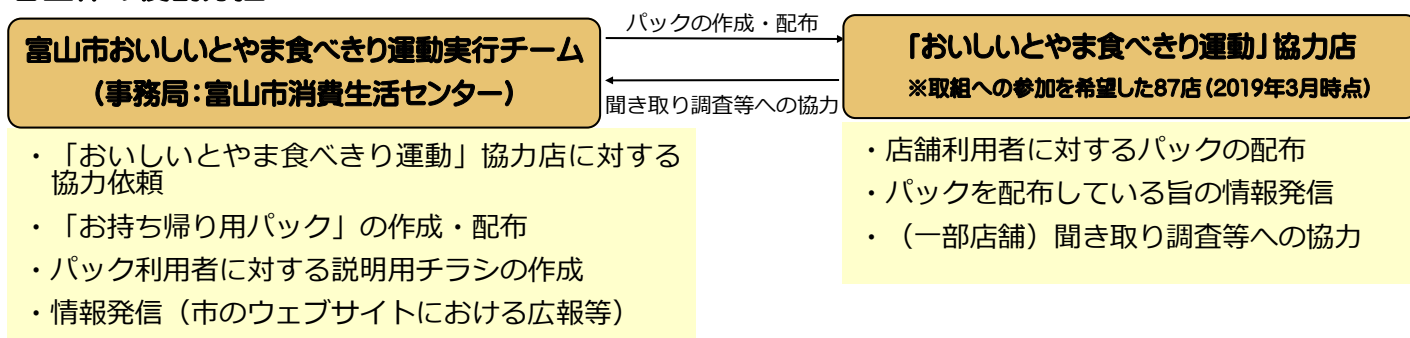 パックの作成・配布
富山市おいしいとやま食べきり運動実行チーム
（事務局：富山市消費生活センター）
「おいしいとやま食べきり運動」協力店
※取組への参加を希望した87店（2019年3月時点）
聞き取り調査等への協力
・「おいしいとやま食べきり運動」協力店に対する
協力依頼
・「お持ち帰り用パック」の作成・配布
・パック利用者に対する説明用チラシの作成
・情報発信（市のウェブサイトにおける広報等）
・店舗利用者に対するパックの配布
・パックを配布している旨の情報発信
・（一部店舗）聞き取り調査等への協力